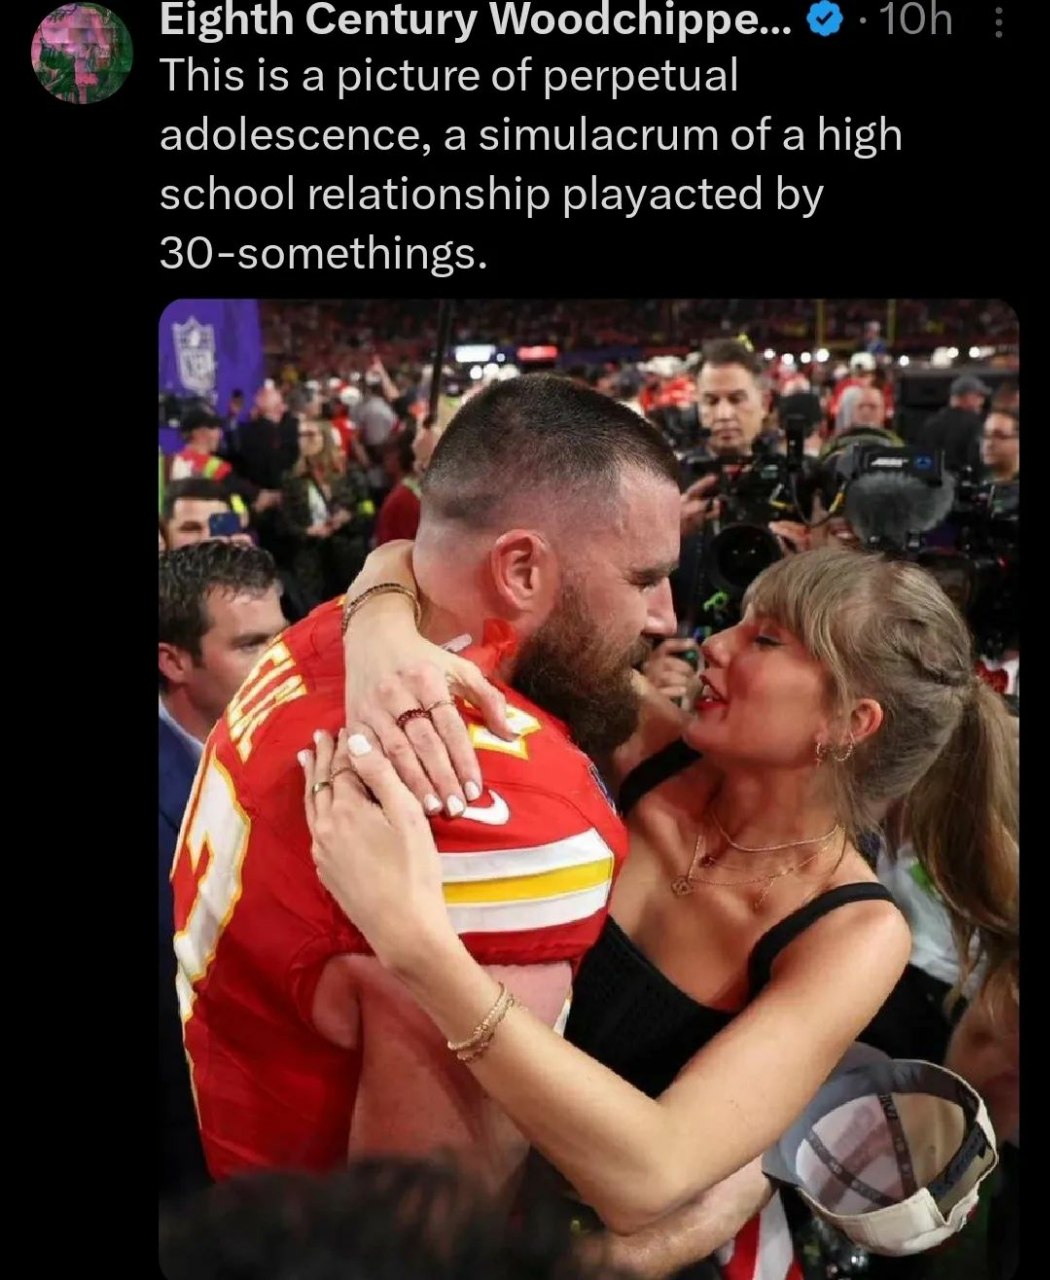 Eighth Century Woodchippe... · 10h
This is a picture of perpetual
adolescence, a simulacrum of a high
school relationship playacted by
30-somethings.
NFL